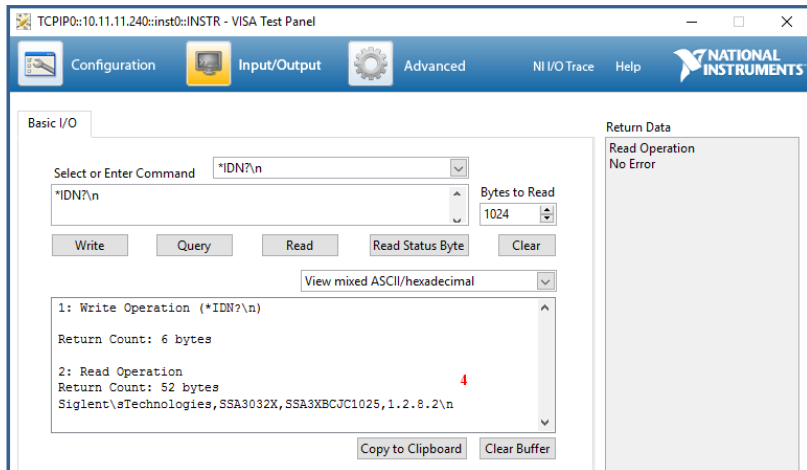 TCPIP0::10.11.11.240::inst0::INSTR - VISA Test Panel
Configuration Input/Output Advanced NI I/O Trace Help NATIONAL INSTRUMENTS
Basic I/O
Return Data
Select or Enter Command *IDN?\n
*IDN?\n
Bytes to Read
1024
Write Query Read Read Status Byte Clear
View mixed ASCII/hexadecimal
1: Write Operation (*IDN?\n)
Return Count: 6 bytes
2: Read Operation
Return Count: 52 bytes
Siglent\sTechnologies,SSA3032X,SSA3XBCJC1025,1.2.8.2\n
4
Copy to Clipboard Clear Buffer
Read Operation
No Error